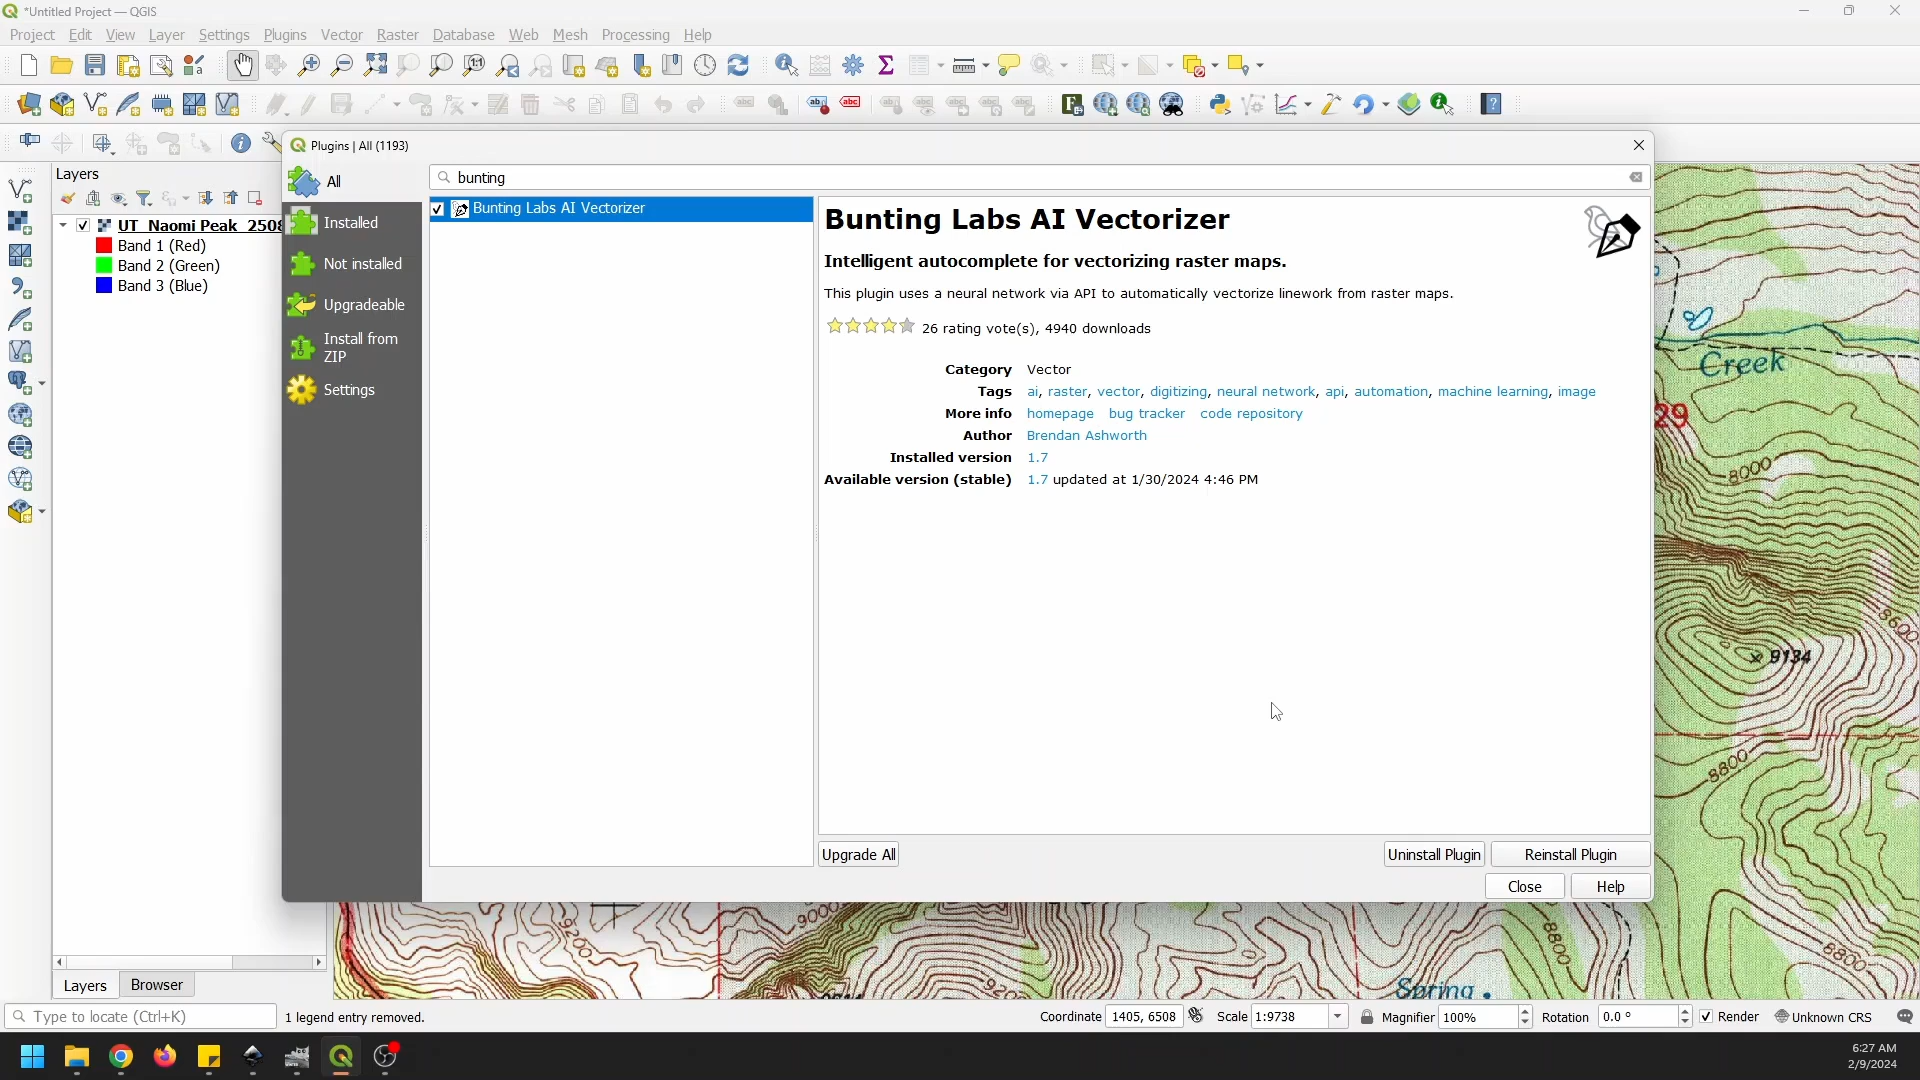 *Untitled Project — QGIS
Project Edit View Layer Settings Plugins Vector Raster Database Web Mesh Processing Help
Layers
UT_Naomi Peak_2508
Band 1 (Red)
Band 2 (Green)
Band 3 (Blue)
Plugins | All (1193)
All
Installed
Not installed
Upgradeable
Install from
ZIP
Settings
bunting
Bunting Labs AI Vectorizer
Bunting Labs AI Vectorizer
Intelligent autocomplete for vectorizing raster maps.
This plugin uses a neural network via API to automatically vectorize linework from raster maps.
26 rating vote(s), 4940 downloads
Category Vector
Tags ai, raster, vector, digitizing, neural network, api, automation, machine learning, image
More info homepage bug tracker code repository
Author Brendan Ashworth
Installed version 1.7
Available version (stable) 1.7 updated at 1/30/2024 4:46 PM
Upgrade All
Uninstall Plugin
Reinstall Plugin
Close
Help
Creek
29
8000
8600
× 9134
8800
9200
9000
9200
Spring
8800
8800
Layers
Browser
Type to locate (Ctrl+K)
1 legend entry removed.
Coordinate 1405, 6508
Scale 1:9738
Magnifier 100%
Rotation 0.0 °
Render
Unknown CRS
6:27 AM
2/9/2024